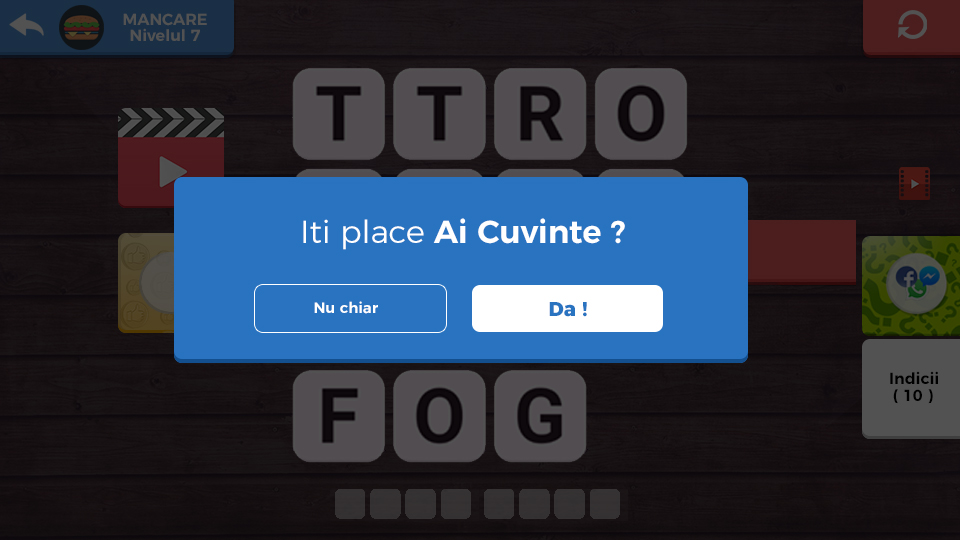 MANCARE
Nivelul 7
T T R O
Iti place Ai Cuvinte ?
Nu chiar
Da !
Indicii
( 10 )
F O G